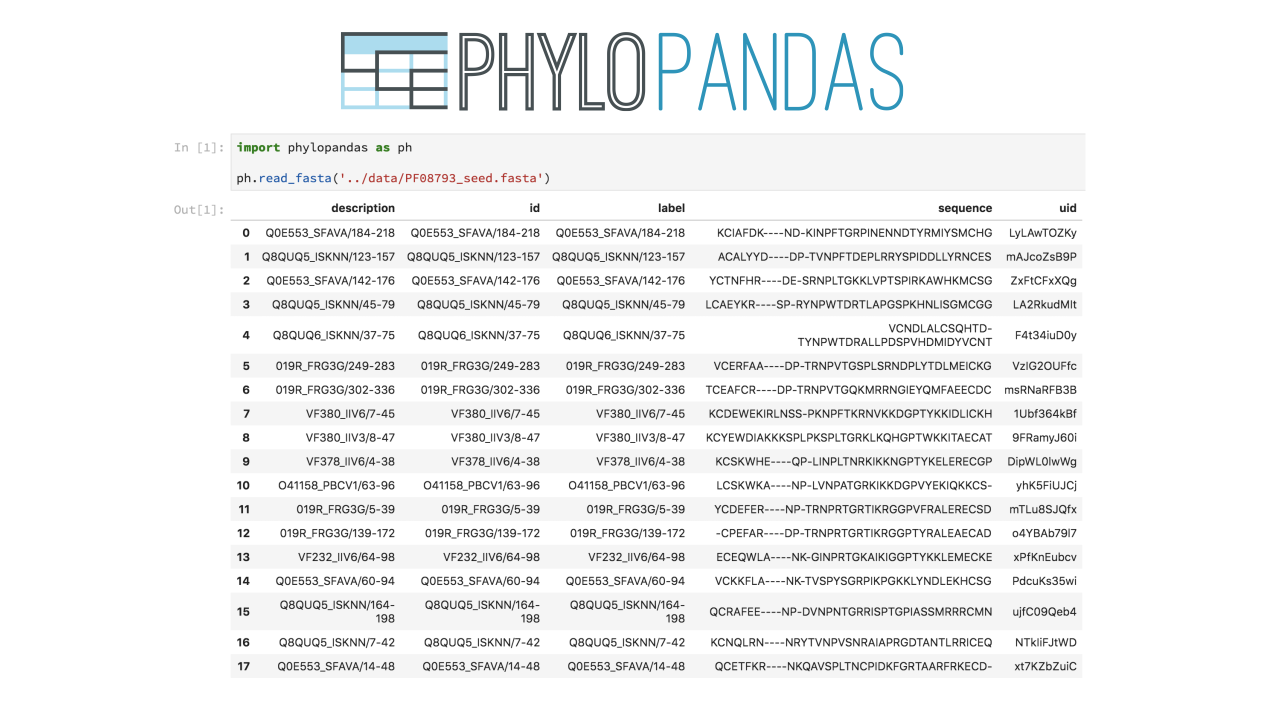 PHYLOPANDAS
In [1]: import phylopandas as ph
ph.read_fasta('../data/PF08793_seed.fasta')
Out[1]:
description id label sequence uid
0 Q0E553_SFAVA/184-218 Q0E553_SFAVA/184-218 Q0E553_SFAVA/184-218 KCIAFDK----ND-KINPFTGRPINENNDTYRMIYSMCHG LyLAwTOZKy
1 Q8QUQ5_ISKNN/123-157 Q8QUQ5_ISKNN/123-157 Q8QUQ5_ISKNN/123-157 ACALYYD----DP-TVNPFTDEPLRRYSPIDDLLYRNCES mAJcoZsB9P
2 Q0E553_SFAVA/142-176 Q0E553_SFAVA/142-176 Q0E553_SFAVA/142-176 YCTNFHR----DE-SRNPLTGKKLVPTSPIRKAWHKMCSG ZxFtCFxXQg
3 Q8QUQ5_ISKNN/45-79 Q8QUQ5_ISKNN/45-79 Q8QUQ5_ISKNN/45-79 LCAEYKR----SP-RYNPWTDRTLAPGSPKHNLISGMCGG LA2RkudMlt
VCNDLALCSQHTD-
4 Q8QUQ6_ISKNN/37-75 Q8QUQ6_ISKNN/37-75 Q8QUQ6_ISKNN/37-75 TYNPWTDRALLPDSPVHDMIDYVCNT F4t34iuD0y
5 019R_FRG3G/249-283 019R_FRG3G/249-283 019R_FRG3G/249-283 VCERFAA----DP-TRNPVTGSPLSRNDPLYTDLMEICKG VzlG2OUFfc
6 019R_FRG3G/302-336 019R_FRG3G/302-336 019R_FRG3G/302-336 TCEAFCR----DP-TRNPVTGQKMRRNGIEYQMFAEECDC msRNaRFB3B
7 VF380_IIV6/7-45 VF380_IIV6/7-45 VF380_IIV6/7-45 KCDEWEKIRLNSS-PKNPFTKRNVKKDGPTYKKIDLICKH 1Ubf364kBf
8 VF380_IIV3/8-47 VF380_IIV3/8-47 VF380_IIV3/8-47 KCYEWDIAKKKSPLPKSPLTGRKLKQHGPTWKKITAECAT 9FRamyJ60i
9 VF378_IIV6/4-38 VF378_IIV6/4-38 VF378_IIV6/4-38 KCSKWHE----QP-LINPLTNRKIKKNGPTYKELERECGP DipWL0lwWg
10 O41158_PBCV1/63-96 O41158_PBCV1/63-96 O41158_PBCV1/63-96 LCSKWKA----NP-LVNPATGRKIKKDGPVYEKIQKKCS- yhK5FiUJCj
11 019R_FRG3G/5-39 019R_FRG3G/5-39 019R_FRG3G/5-39 YCDEFER----NP-TRNPRTGRTIKRGGPVFRALERECSD mTLu8SJQfx
12 019R_FRG3G/139-172 019R_FRG3G/139-172 019R_FRG3G/139-172 -CPEFAR----DP-TRNPRTGRTIKRGGPTYRALEAECAD o4YBAb79l7
13 VF232_IIV6/64-98 VF232_IIV6/64-98 VF232_IIV6/64-98 ECEQWLA----NK-GINPRTGKAIKIGGPTYKKLEMECKE xPfKnEubcv
14 Q0E553_SFAVA/60-94 Q0E553_SFAVA/60-94 Q0E553_SFAVA/60-94 VCKKFLA----NK-TVSPYSGRPIKPGKKLYNDLEKHCSG PdcuKs35wi
15 Q8QUQ5_ISKNN/164- Q8QUQ5_ISKNN/164- Q8QUQ5_ISKNN/164- QCRAFEE----NP-DVNPNTGRRISPTGPIASSMRRRCMN ujfC09Qeb4
198 198 198
16 Q8QUQ5_ISKNN/7-42 Q8QUQ5_ISKNN/7-42 Q8QUQ5_ISKNN/7-42 KCNQLRN----NRYTVNPVSNRAIAPRGDTANTLRRICEQ NTkliFJtWD
17 Q0E553_SFAVA/14-48 Q0E553_SFAVA/14-48 Q0E553_SFAVA/14-48 QCETFKR----NKQAVSPLTNCPIDKFGRTAARFRKECD- xt7KZbZuiC